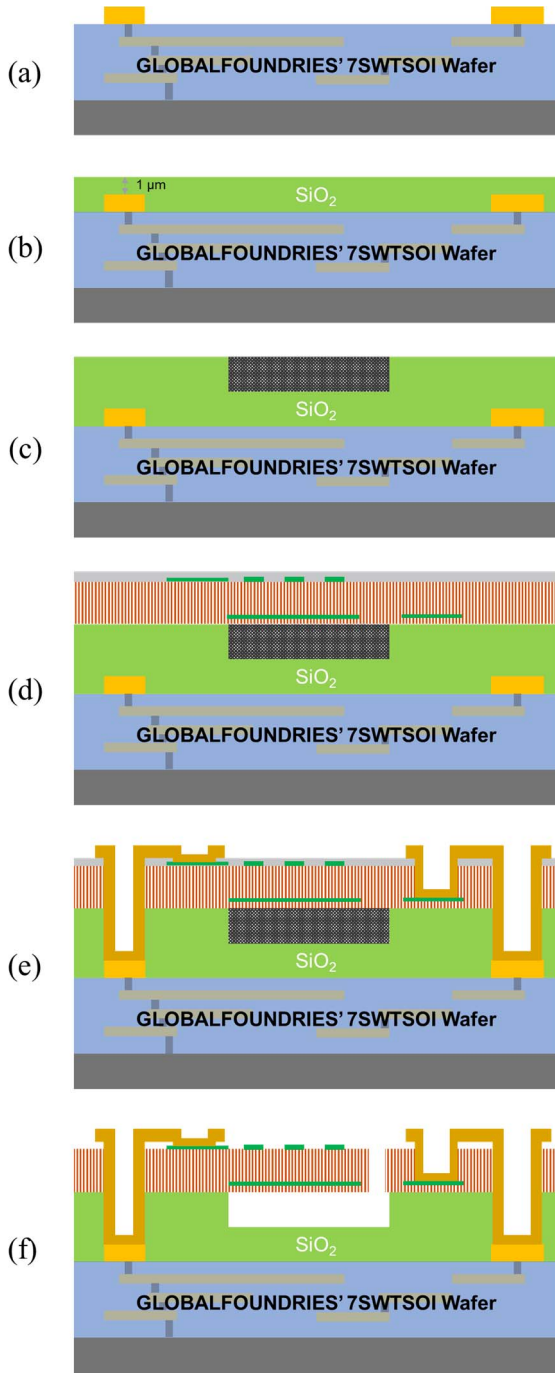 (a)
GLOBALFOUNDRIES' 7SWTSOI Wafer
(b)
1 µm
SiO₂
GLOBALFOUNDRIES' 7SWTSOI Wafer
(c)
SiO₂
GLOBALFOUNDRIES' 7SWTSOI Wafer
(d)
SiO₂
GLOBALFOUNDRIES' 7SWTSOI Wafer
(e)
SiO₂
GLOBALFOUNDRIES' 7SWTSOI Wafer
(f)
SiO₂
GLOBALFOUNDRIES' 7SWTSOI Wafer